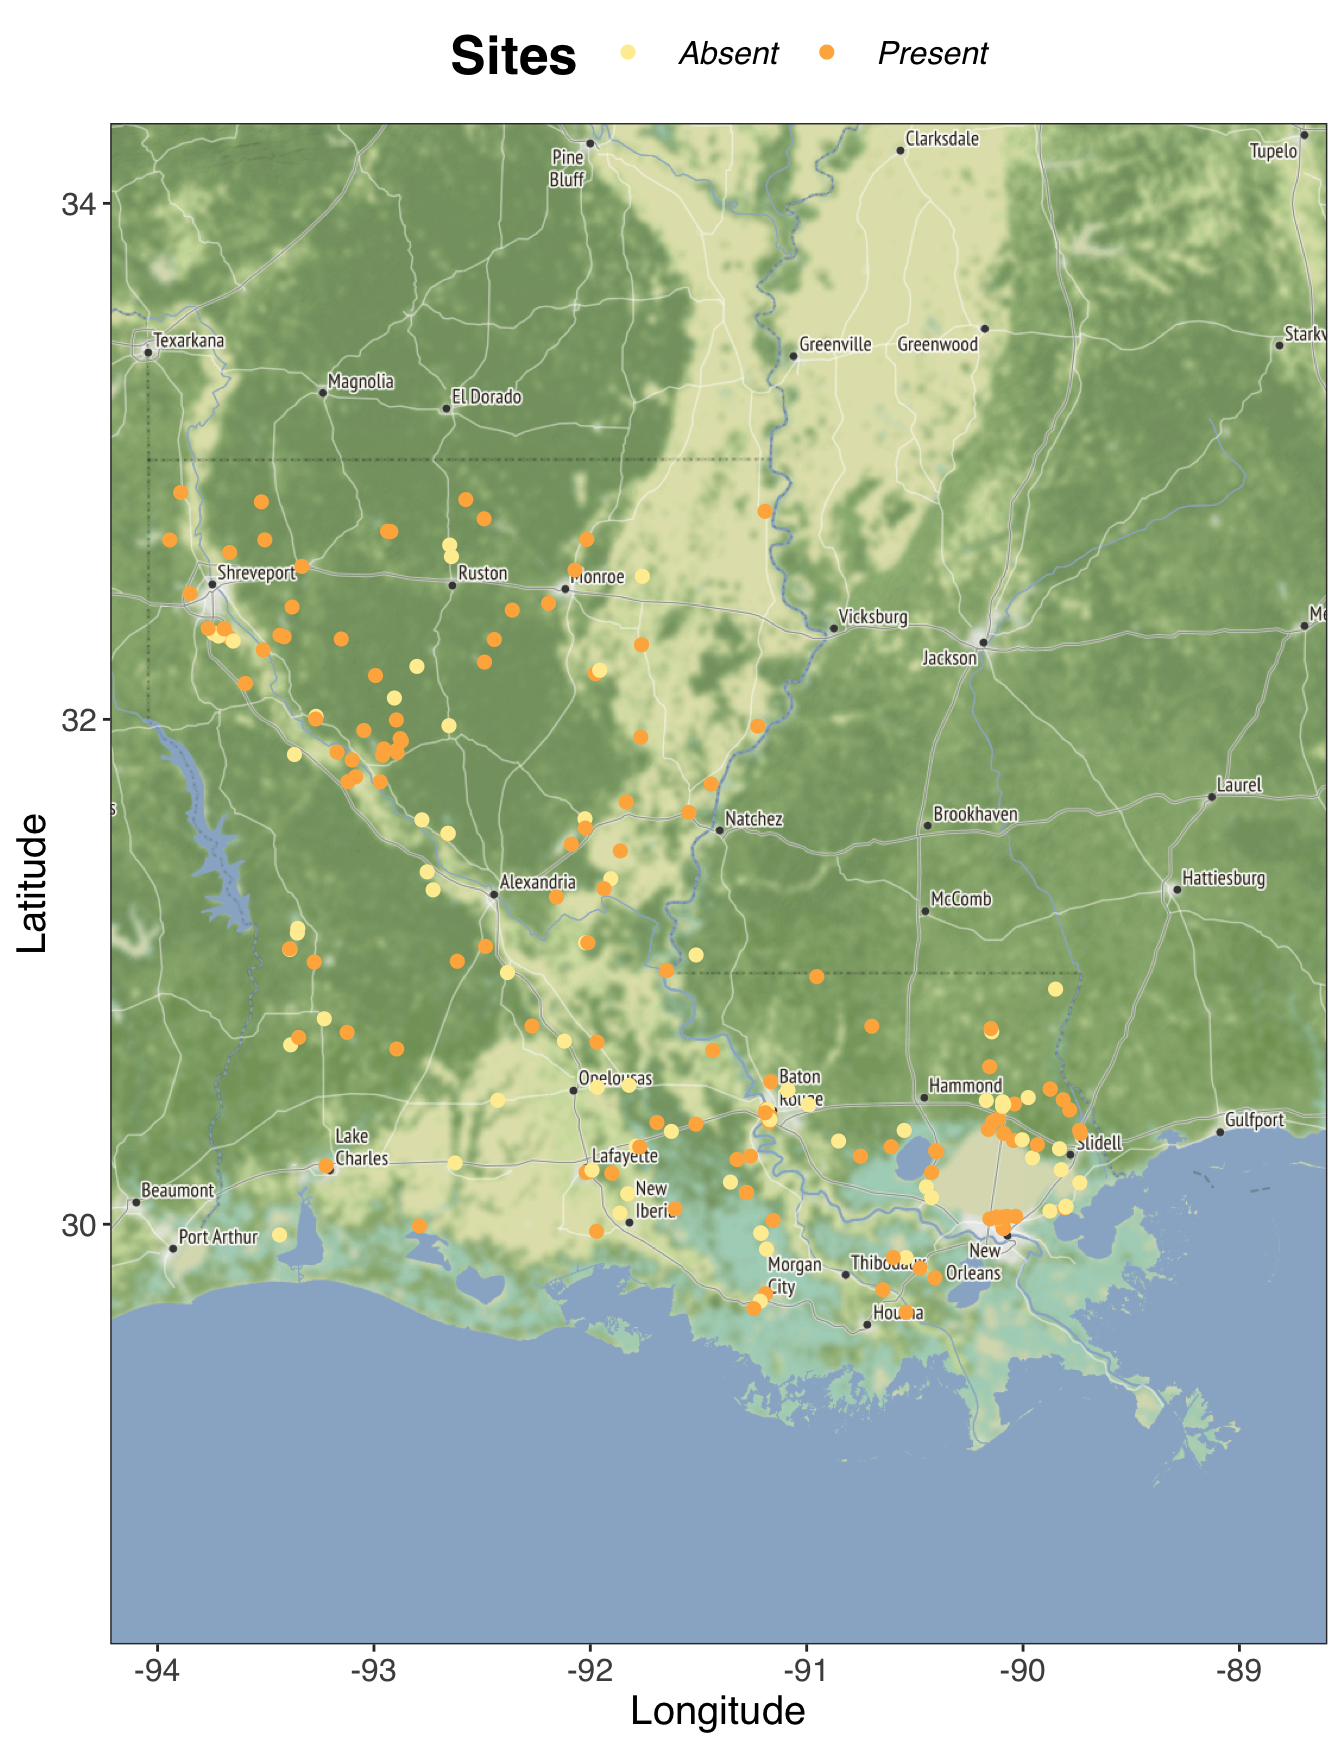 Sites Absent Present
Clarksdale
Tupelo
Pine
Bluff
34
Texarkana
Greenville
Greenwood
Starkv
Magnolia
El Dorado
Shreveport
Ruston
Monroe
Vicksburg
Me
Jackson
32
Laurel
s
Natchez
Brookhaven
Alexandria
Hattiesburg
McComb
Latitude
Opelousas
Baton
Rouge
Hammond
Gulfport
Lake
Charles
Slidell
Lafayette
Beaumont
New
Iberia
30
Port Arthur
New
Orleans
Morgan
City
Thibodaux
Houma
-94 -93 -92 -91 -90 -89
Longitude